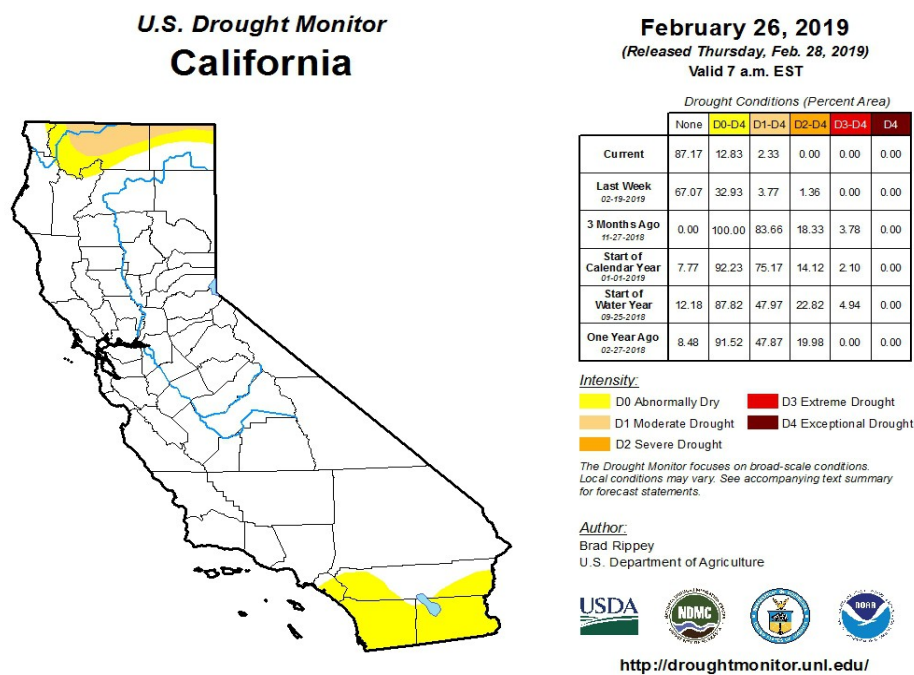 U.S. Drought Monitor
California
February 26, 2019
(Released Thursday, Feb. 28, 2019)
Valid 7 a.m. EST
Drought Conditions (Percent Area)
None D0-D4 D1-D4 D2-D4 D3-D4 D4
Current 87.17 12.83 2.33 0.00 0.00 0.00
Last Week
02-19-2019 67.07 32.93 3.77 1.36 0.00 0.00
3 Months Ago
11-27-2018 0.00 100.00 83.66 18.33 3.78 0.00
Start of
Calendar Year
01-01-2019 7.77 92.23 75.17 14.12 2.10 0.00
Start of
Water Year
09-25-2018 12.18 87.82 47.97 22.82 4.94 0.00
One Year Ago
02-27-2018 8.48 91.52 47.87 19.98 0.00 0.00
Intensity:
D0 Abnormally Dry
D1 Moderate Drought
D2 Severe Drought
D3 Extreme Drought
D4 Exceptional Drought
The Drought Monitor focuses on broad-scale conditions.
Local conditions may vary. See accompanying text summary
for forecast statements.
Author:
Brad Rippey
U.S. Department of Agriculture
USDA
NDMC
NOAA
http://droughtmonitor.unl.edu/